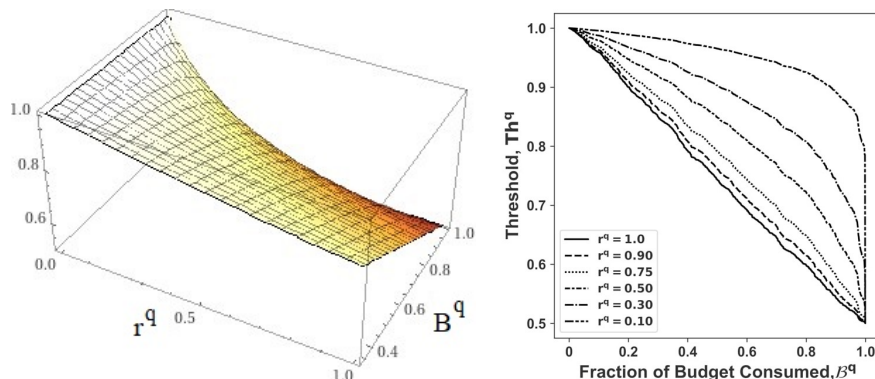 1.0
0.8
0.6
0.0
0.5
1.0
r^q
0.4
0.6
0.8
1.0
B^q
1.0
0.9
0.8
0.7
0.6
0.5
Threshold, Th^q
r^q = 1.0
r^q = 0.90
r^q = 0.75
r^q = 0.50
r^q = 0.30
r^q = 0.10
0 0.2 0.4 0.6 0.8 1.0
Fraction of Budget Consumed,ℬ^q